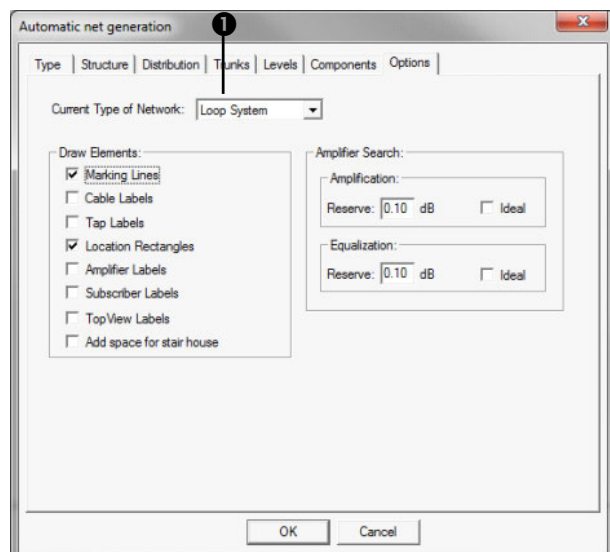 ❶
Automatic net generation
Type Structure Distribution Trunks Levels Components Options
Current Type of Network: Loop System
Draw Elements:
Marking Lines
Cable Labels
Tap Labels
Location Rectangles
Amplifier Labels
Subscriber Labels
TopView Labels
Add space for stair house
Amplifier Search:
Amplification:
Reserve: 0.10 dB Ideal
Equalization:
Reserve: 0.10 dB Ideal
OK Cancel